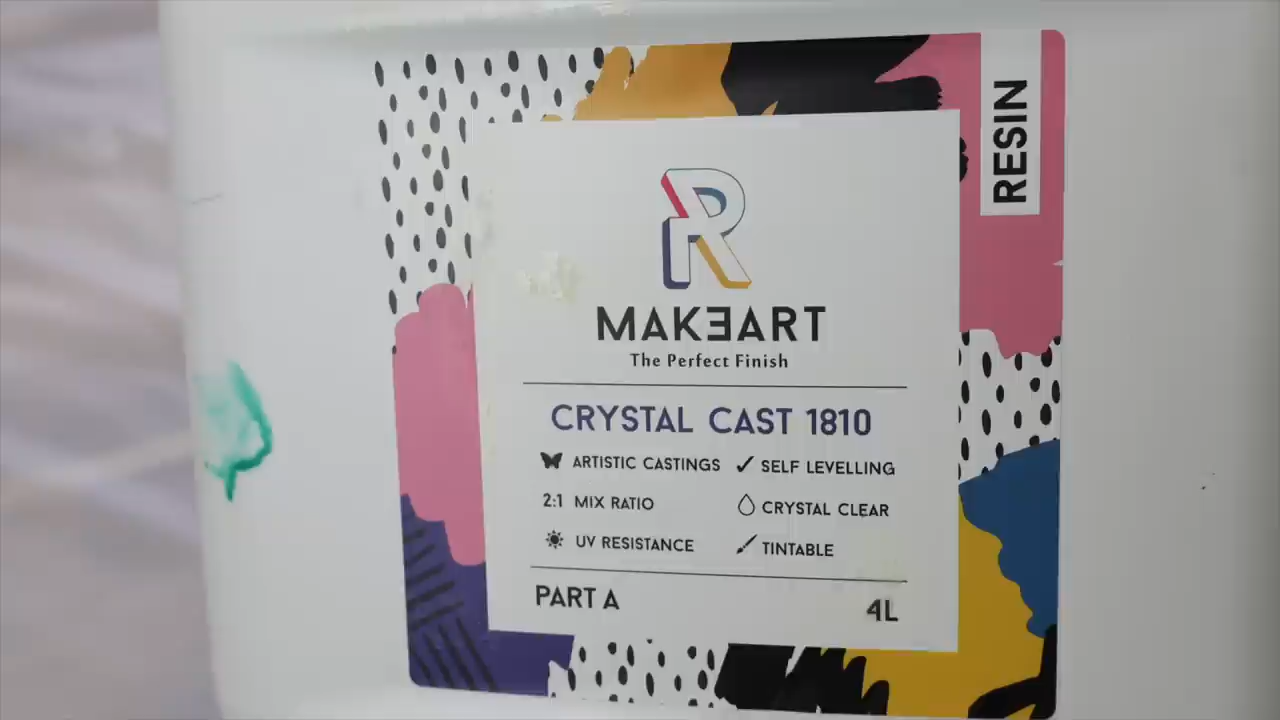 RESIN
R
MAKEART
The Perfect Finish
CRYSTAL CAST 1810
ARTISTIC CASTINGS ✓ SELF LEVELLING
2:1 MIX RATIO CRYSTAL CLEAR
UV RESISTANCE TINTABLE
PART A 4L